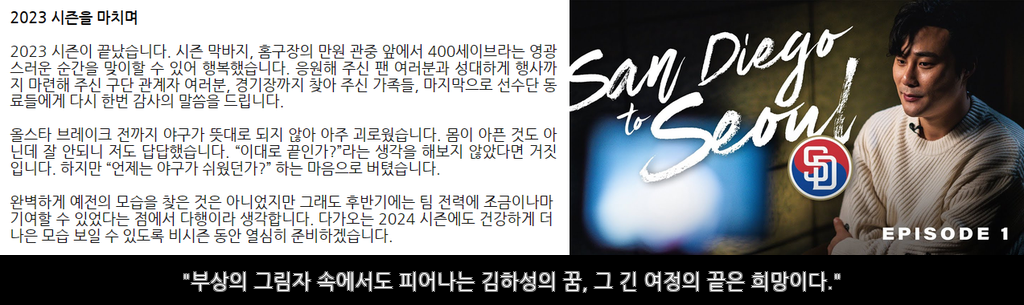 2023 시즌을 마치며
2023 시즌이 끝났습니다. 시즌 막바지, 홈구장의 만원 관중 앞에서 400세이브라는 영광
스러운 순간을 맞이할 수 있어 행복했습니다. 응원해 주신 팬 여러분과 성대하게 행사까
지 마련해 주신 구단 관계자 여러분, 경기장까지 찾아 주신 가족들, 마지막으로 선수단 동
료들에게 다시 한번 감사의 말씀을 드립니다.
올스타 브레이크 전까지 야구가 뜻대로 되지 않아 아주 괴로웠습니다. 몸이 아픈 것도 아
닌데 잘 안되니 저도 답답했습니다. “이대로 끝인가?”라는 생각을 해보지 않았다면 거짓
입니다. 하지만 “언제는 야구가 쉬웠던가?” 하는 마음으로 버텼습니다.
완벽하게 예전의 모습을 찾은 것은 아니었지만 그래도 후반기에는 팀 전력에 조금이나마
기여할 수 있었다는 점에서 다행이라 생각합니다. 다가오는 2024 시즌에도 건강하게 더
나은 모습 보일 수 있도록 비시즌 동안 열심히 준비하겠습니다.
San Diego
to Seoul
SD
EPISODE 1
"부상의 그림자 속에서도 피어나는 김하성의 꿈, 그 긴 여정의 끝은 희망이다."